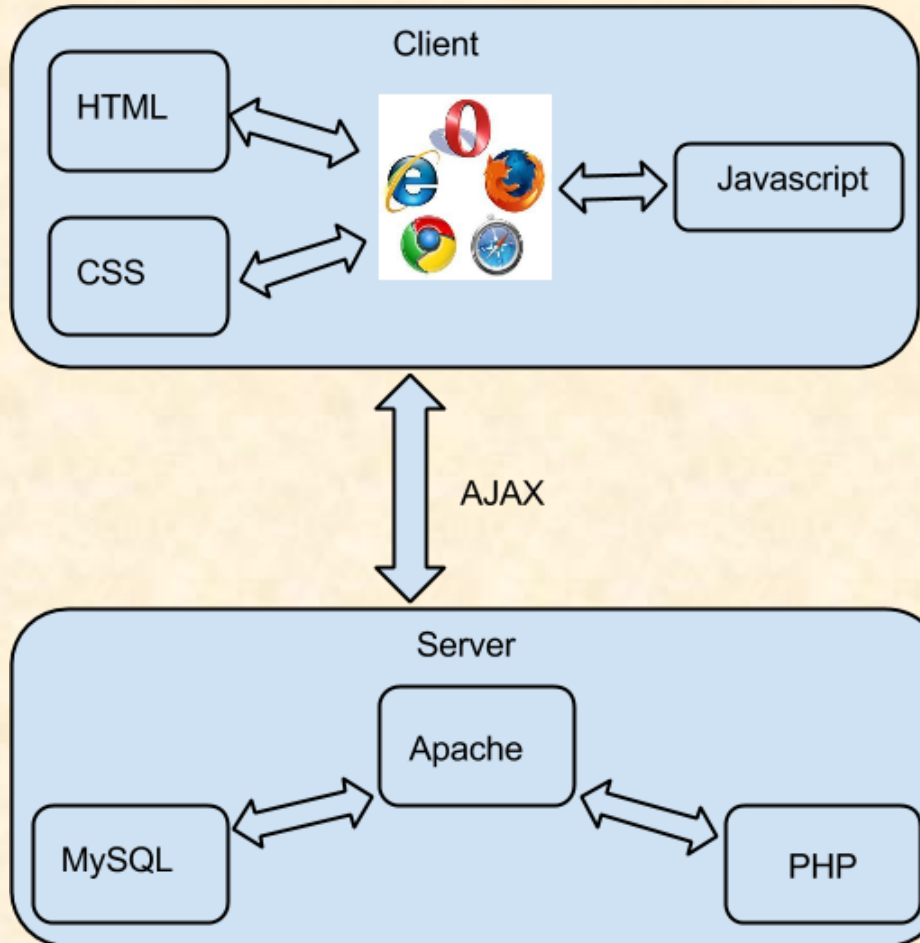 Client
HTML
Javascript
CSS
AJAX
Server
Apache
MySQL
PHP